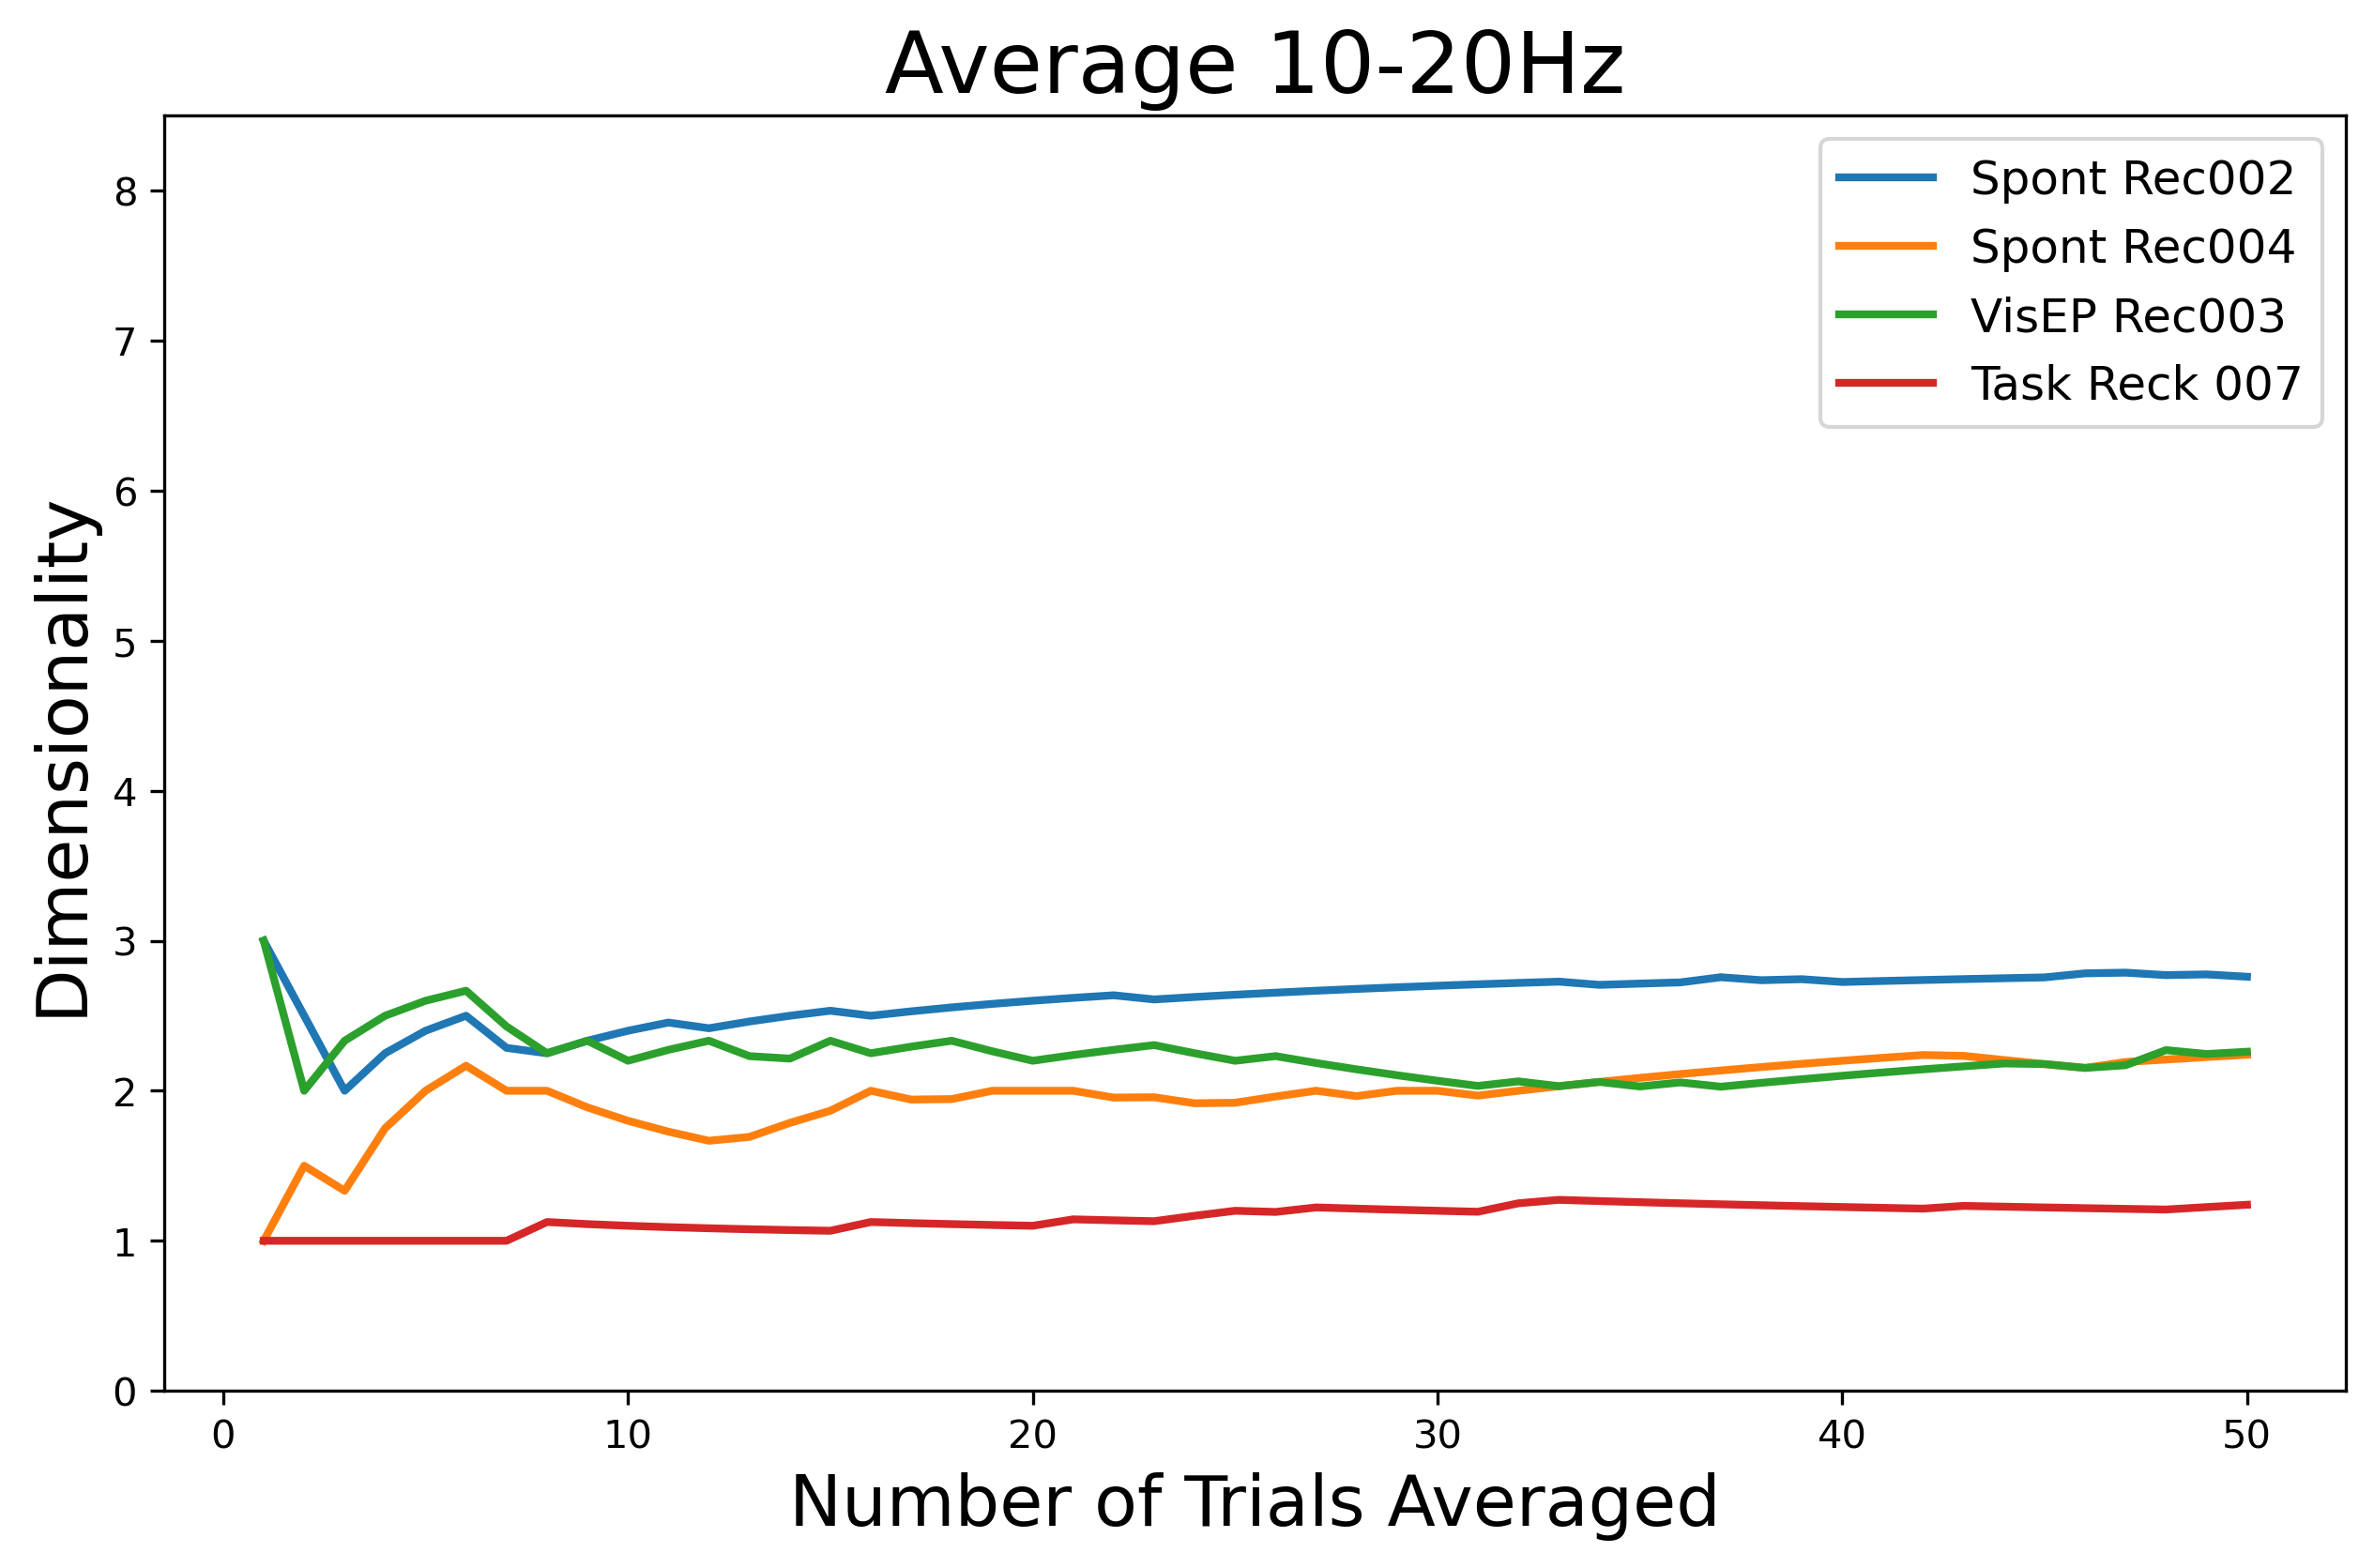 Average 10-20Hz
Spont Rec002
Spont Rec004
VisEP Rec003
Task Reck 007
Dimensionality
8
7
6
5
4
3
2
1
0
0 10 20 30 40 50
Number of Trials Averaged